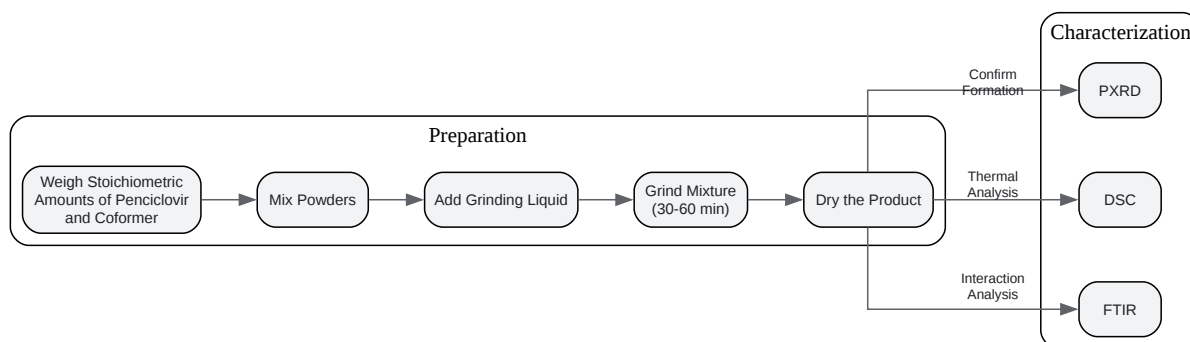 Characterization
Confirm
Formation
PXRD
Preparation
Weigh Stoichiometric
Amounts of Penciclovir
and Coformer
Mix Powders
Add Grinding Liquid
Grind Mixture
(30-60 min)
Dry the Product
Thermal
Analysis
DSC
Interaction
Analysis
FTIR